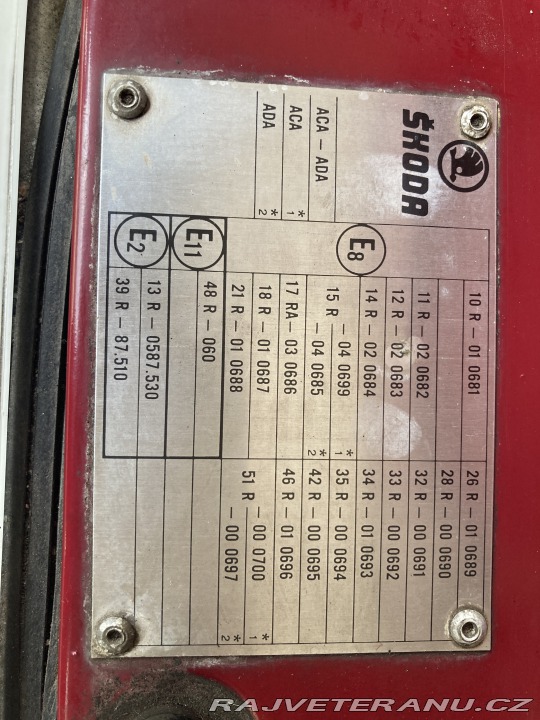 ŠKODA
ACA – ADA
ACA *1
ADA *2
E8
10 R – 01 0681
11 R – 02 0682
12 R – 02 0683
14 R – 02 0684
15 R – 04 0699 *1
– 04 0685 *2
17 RA – 03 0686
18 R – 01 0687
21 R – 01 0688
26 R – 01 0689
28 R – 00 0690
32 R – 00 0691
33 R – 00 0692
34 R – 01 0693
35 R – 00 0694
42 R – 00 0695
46 R – 01 0696
51 R – 00 0700 *1
– 00 0697 *2
E11
48 R – 060
E2
13 R – 0587.530
39 R – 87.510
RAJVETERANU.CZ